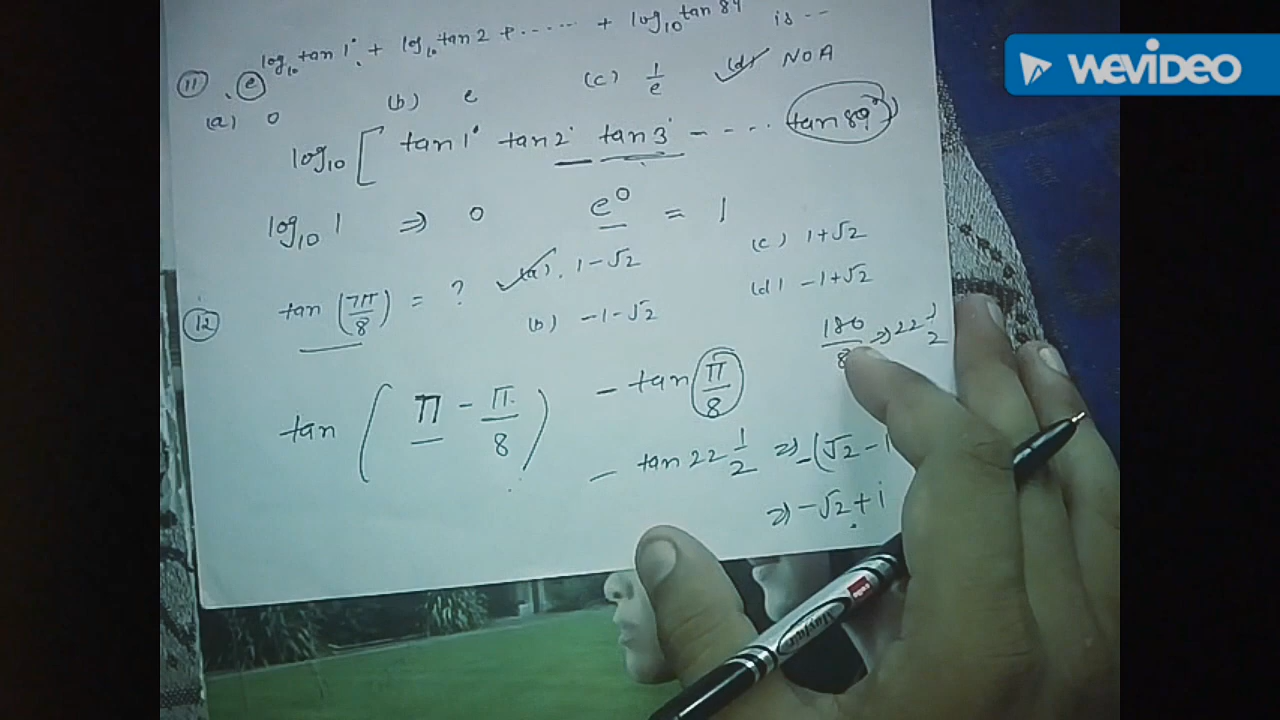 log₁₀ tan 1° + log₁₀ tan 2 + ...... + log₁₀ tan 89 is --
(11) e
(a) 0 (b) e (c) 1/e (d) NOA
log₁₀ [ tan 1° tan 2° tan 3° ---- tan 89° )
log₁₀ 1 ⇒ 0 e⁰ = 1
(12) tan (7π/8) = ? (a). 1-√2 (c) 1+√2
(b) -1-√2 (d) -1+√2
180/8 ⇒ 22 1/2
tan ( π - π/8 ) - tan π/8
- tan 22 1/2 ⇒ -(√2 - 1
⇒ -√2 + 1
WEVIDEO